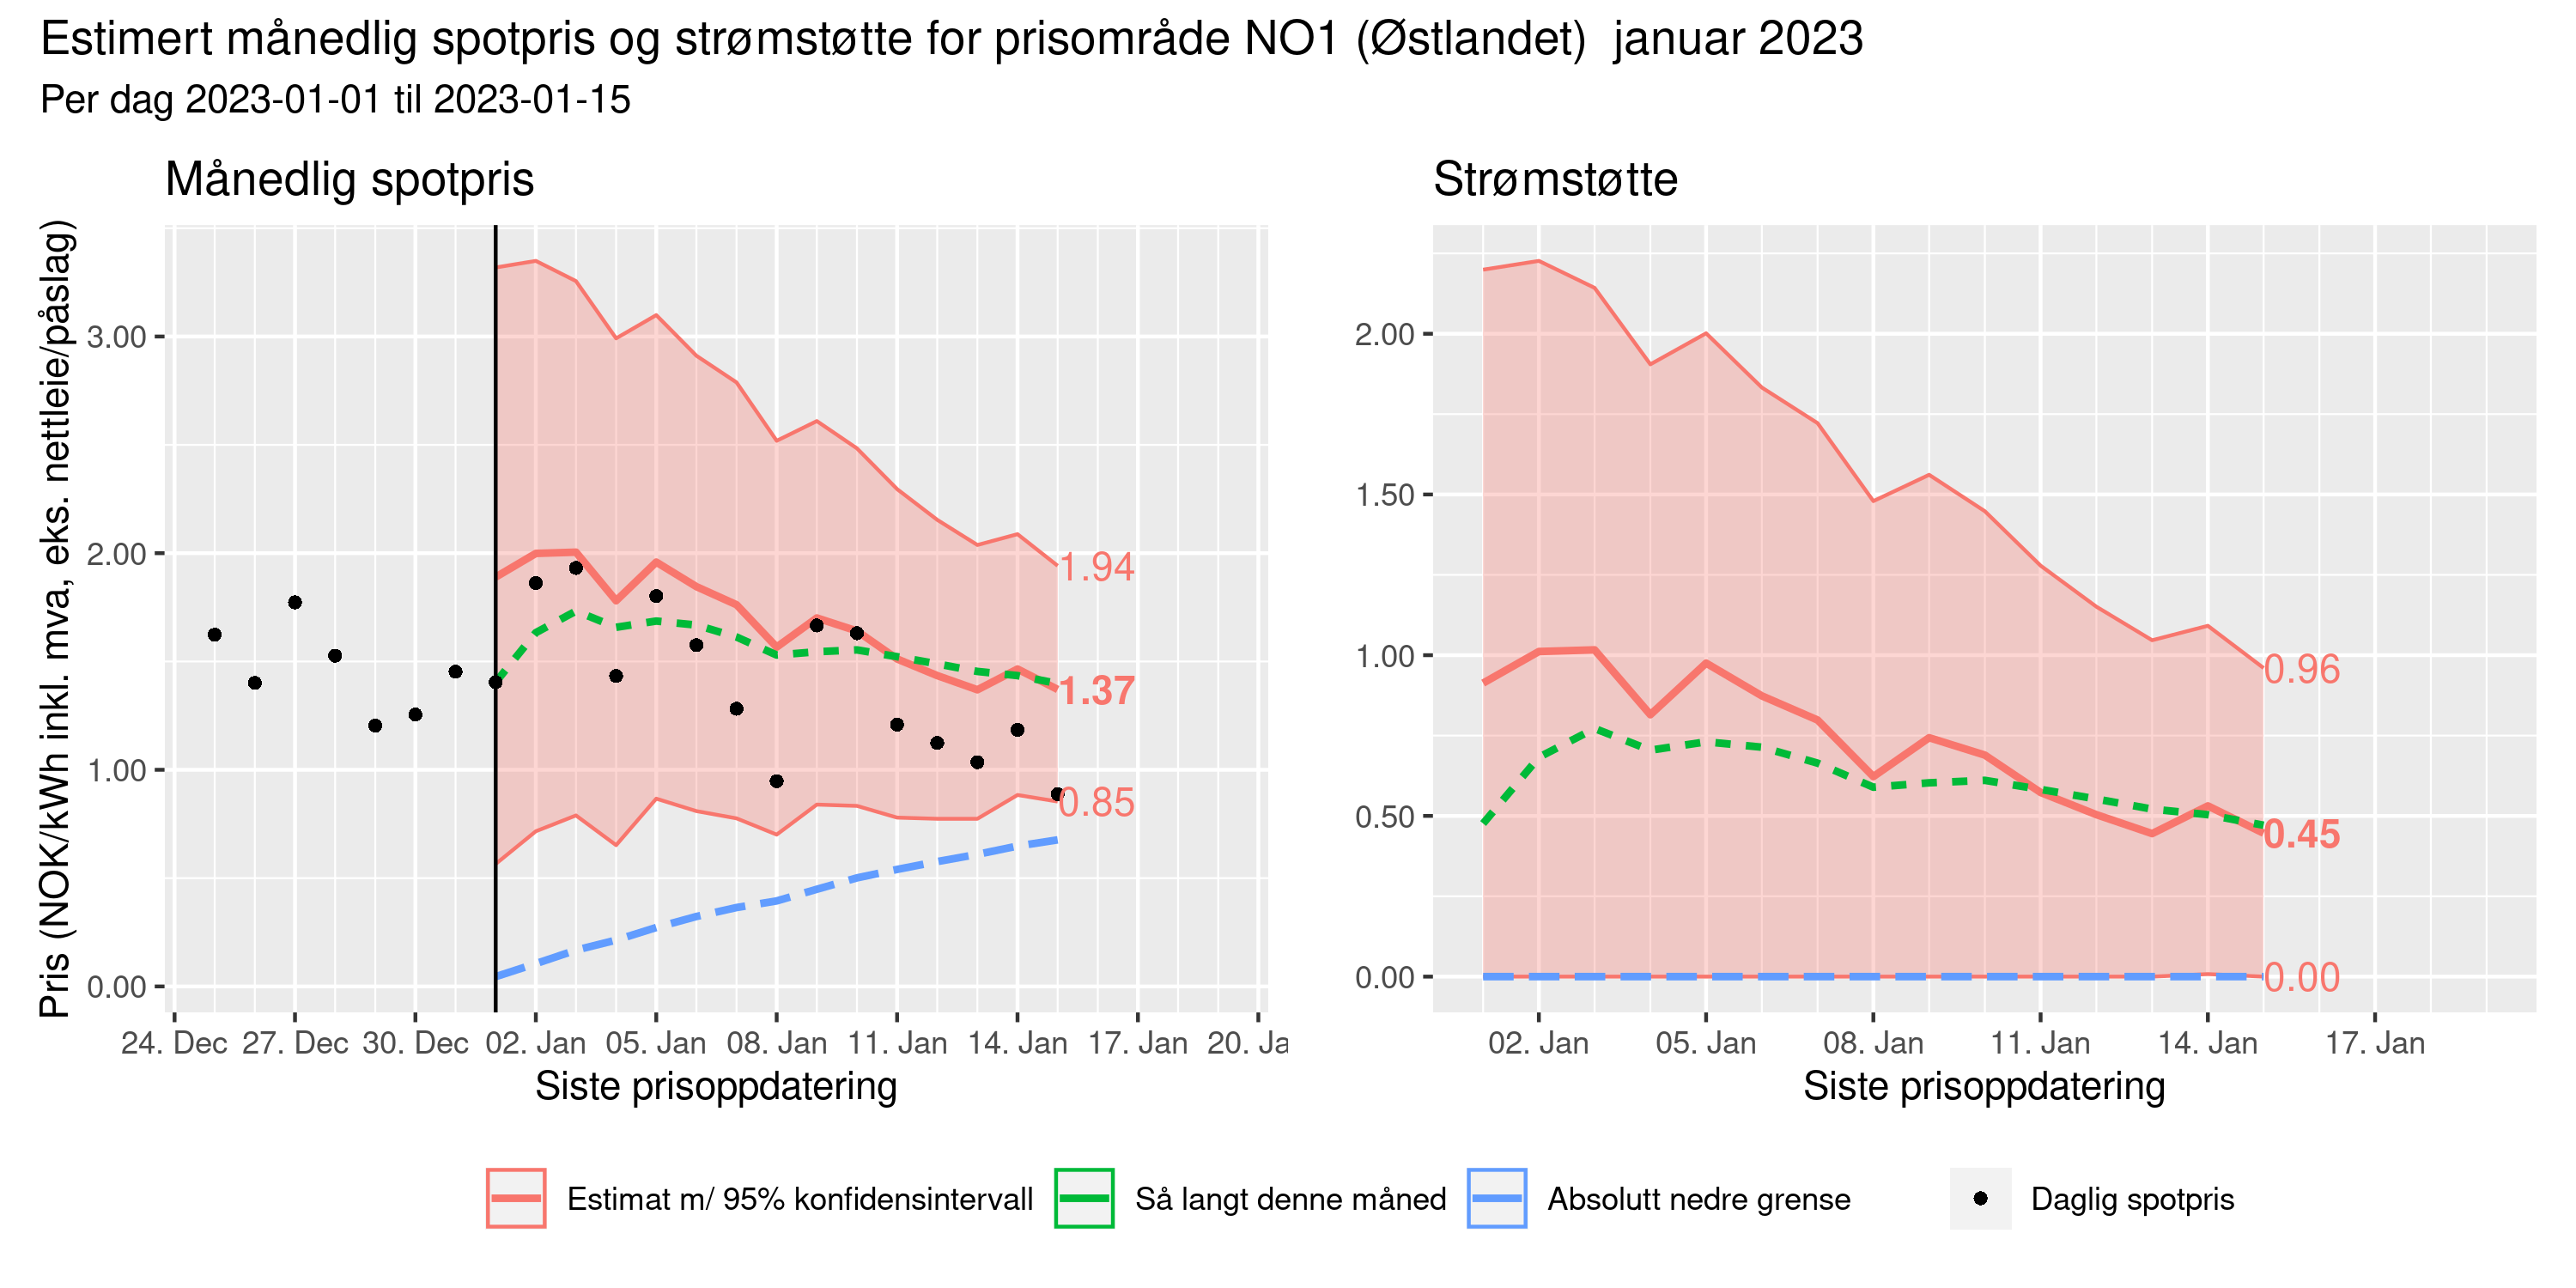 Estimert månedlig spotpris og strømstøtte for prisområde NO1 (Østlandet)  januar 2023
Per dag 2023-01-01 til 2023-01-15
Månedlig spotpris
Pris (NOK/kWh inkl. mva, eks. nettleie/påslag)
3.00
2.00
1.00
0.00
1.94
1.37
0.85
24. Dec 27. Dec 30. Dec 02. Jan 05. Jan 08. Jan 11. Jan 14. Jan 17. Jan 20. Ja
Siste prisoppdatering
Strømstøtte
2.00
1.50
1.00
0.50
0.00
0.96
0.45
0.00
02. Jan 05. Jan 08. Jan 11. Jan 14. Jan 17. Jan
Siste prisoppdatering
Estimat m/ 95% konfidensintervall Så langt denne måned Absolutt nedre grense Daglig spotpris